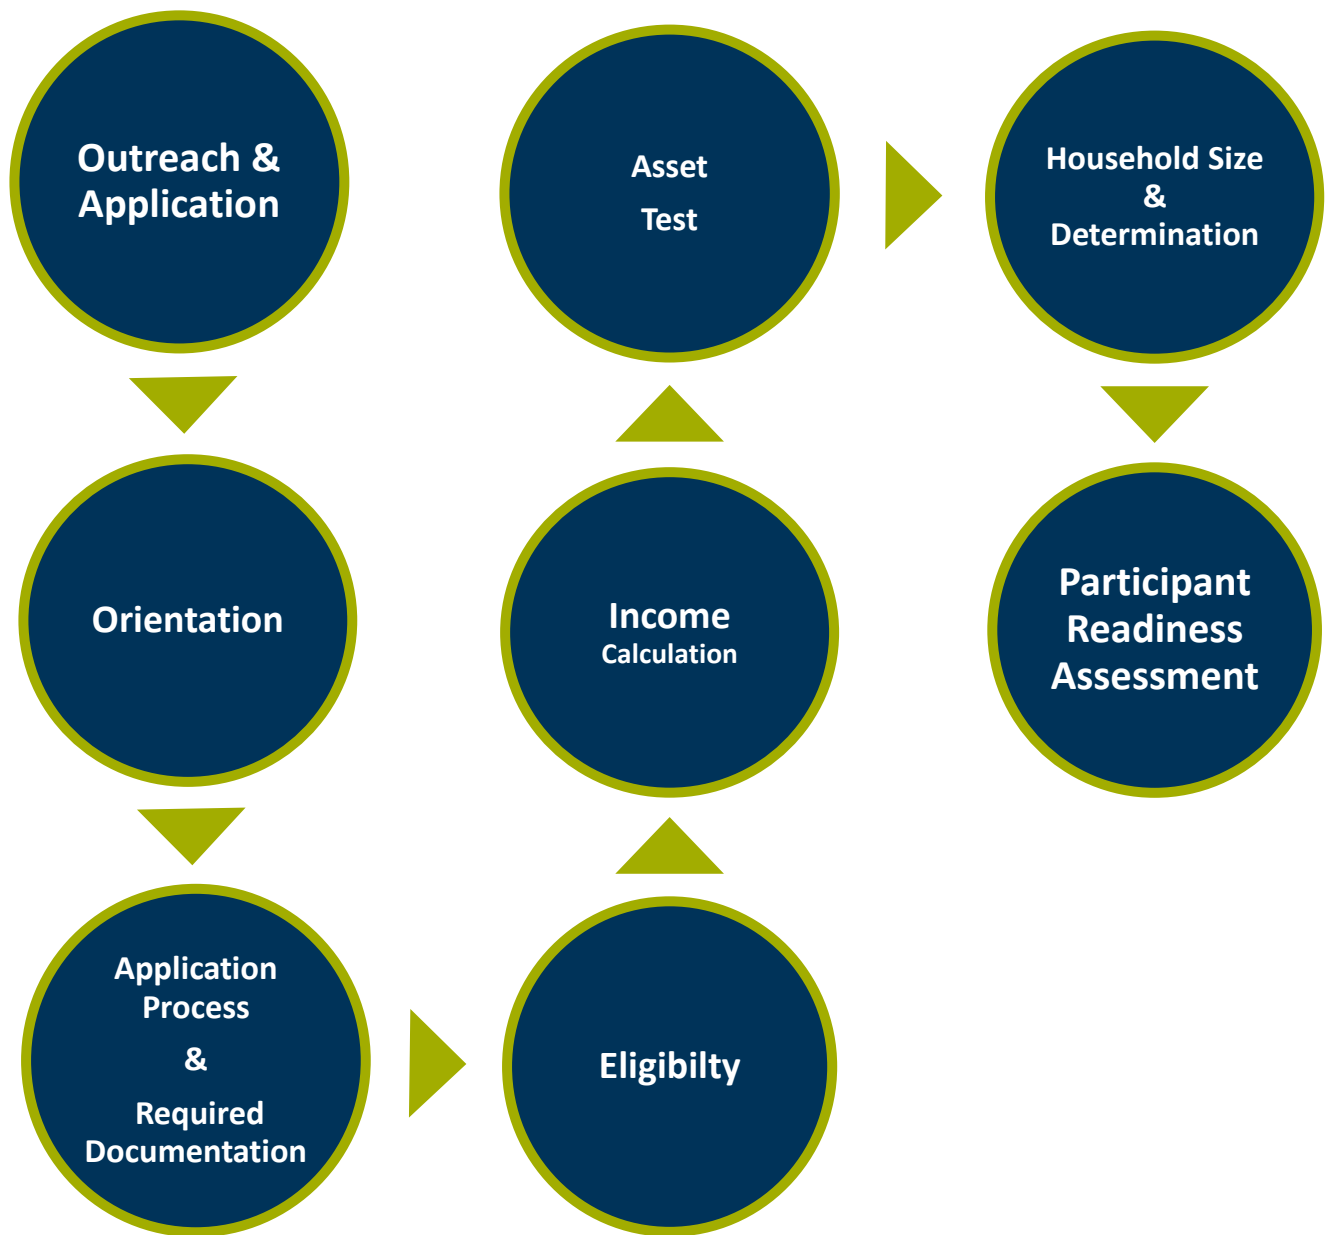 Outreach &
Application
Orientation
Application
Process
&
Required
Documentation
Eligibilty
Income
Calculation
Asset
Test
Household Size
&
Determination
Participant
Readiness
Assessment